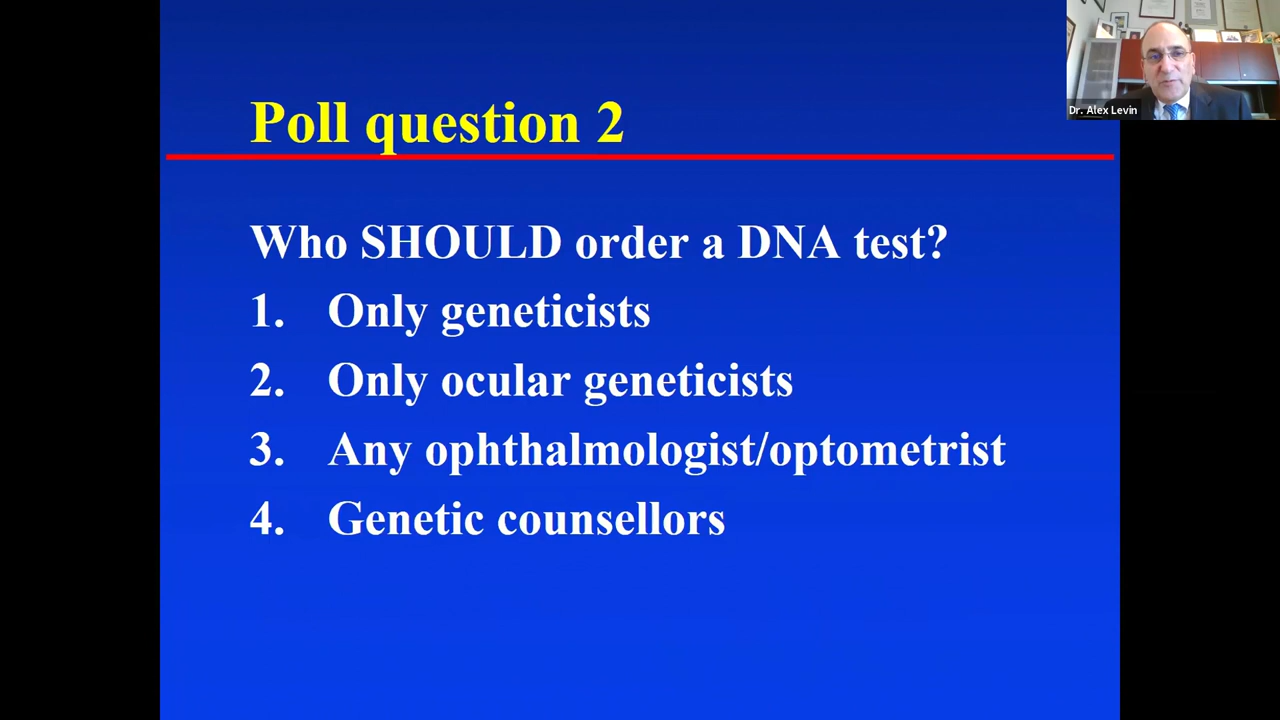 Poll question 2
Who SHOULD order a DNA test?
1. Only geneticists
2. Only ocular geneticists
3. Any ophthalmologist/optometrist
4. Genetic counsellors
Dr. Alex Levin